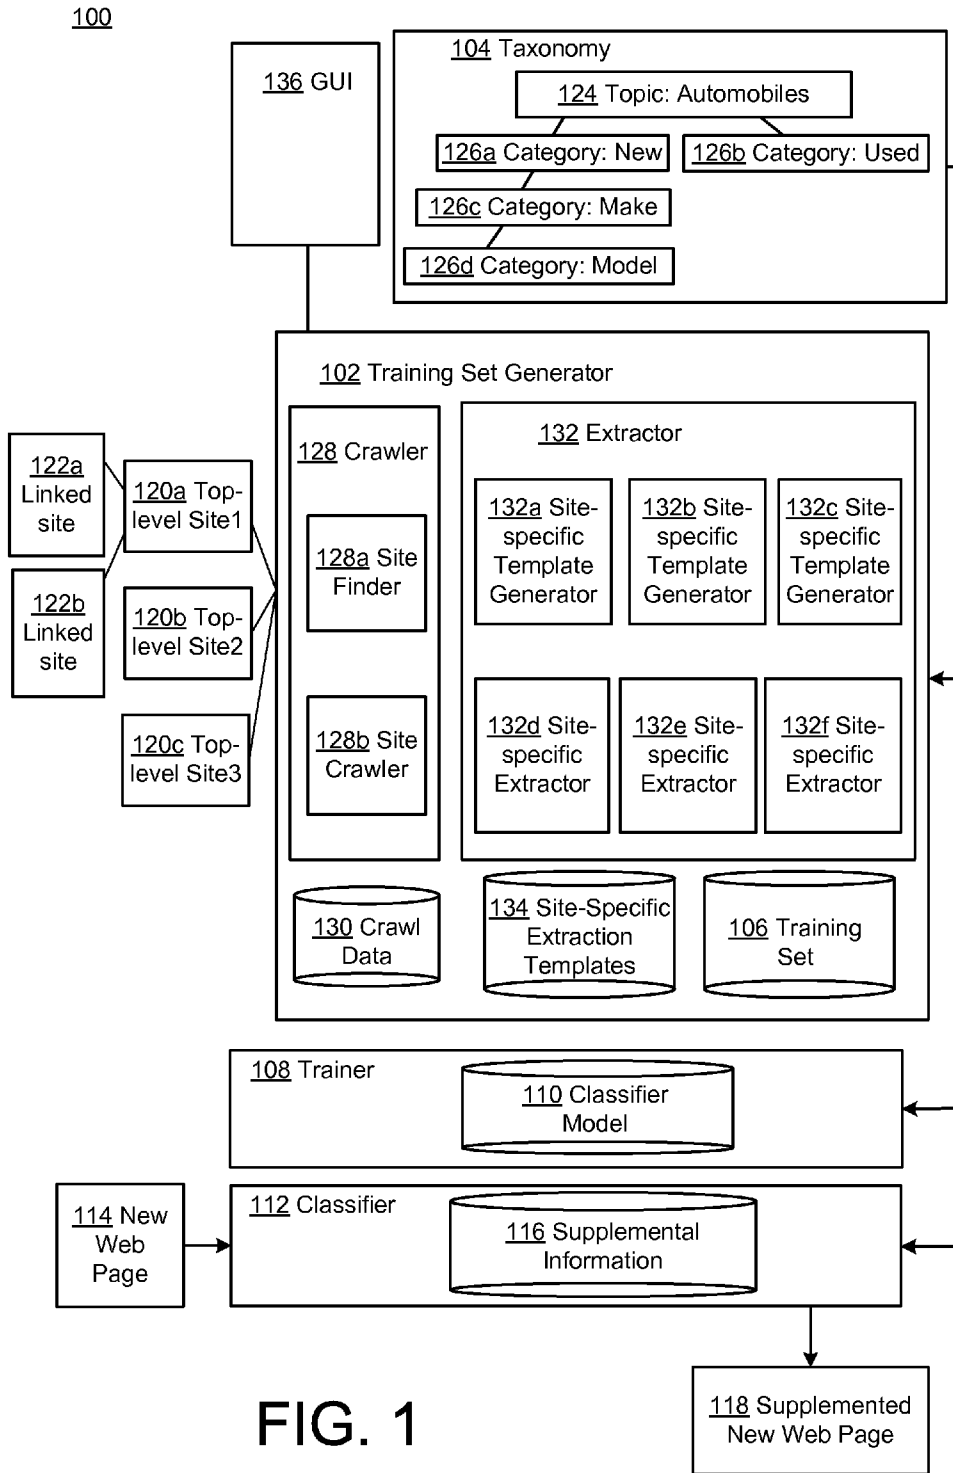 100
136 GUI
104 Taxonomy
124 Topic: Automobiles
126a Category: New
126b Category: Used
126c Category: Make
126d Category: Model
102 Training Set Generator
128 Crawler
128a Site
Finder
128b Site
Crawler
132 Extractor
132a Site-
specific
Template
Generator
132b Site-
specific
Template
Generator
132c Site-
specific
Template
Generator
132d Site-
specific
Extractor
132e Site-
specific
Extractor
132f Site-
specific
Extractor
122a
Linked
site
120a Top-
level Site1
122b
Linked
site
120b Top-
level Site2
120c Top-
level Site3
130 Crawl
Data
134 Site-Specific
Extraction
Templates
106 Training
Set
108 Trainer
110 Classifier
Model
114 New
Web
Page
112 Classifier
116 Supplemental
Information
118 Supplemented
New Web Page
FIG. 1